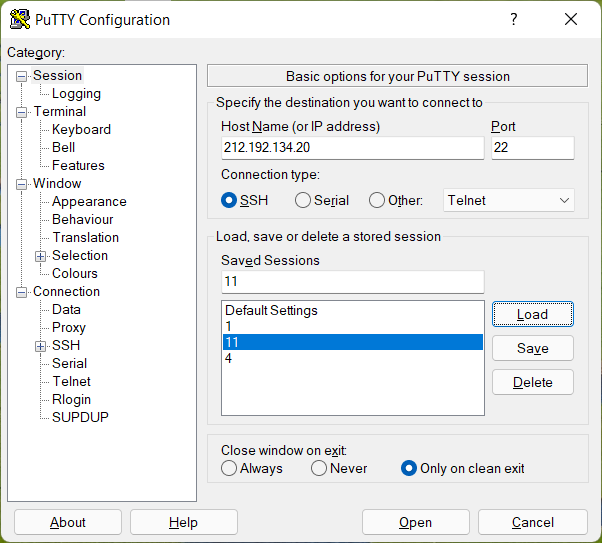 PuTTY Configuration
?
Category:
Session
Logging
Terminal
Keyboard
Bell
Features
Window
Appearance
Behaviour
Translation
Selection
Colours
Connection
Data
Proxy
SSH
Serial
Telnet
Rlogin
SUPDUP
Basic options for your PuTTY session
Specify the destination you want to connect to
Host Name (or IP address) Port
212.192.134.20 22
Connection type:
SSH Serial Other: Telnet
Load, save or delete a stored session
Saved Sessions
11
Default Settings
1
11
4
Load
Save
Delete
Close window on exit:
Always Never Only on clean exit
About Help Open Cancel